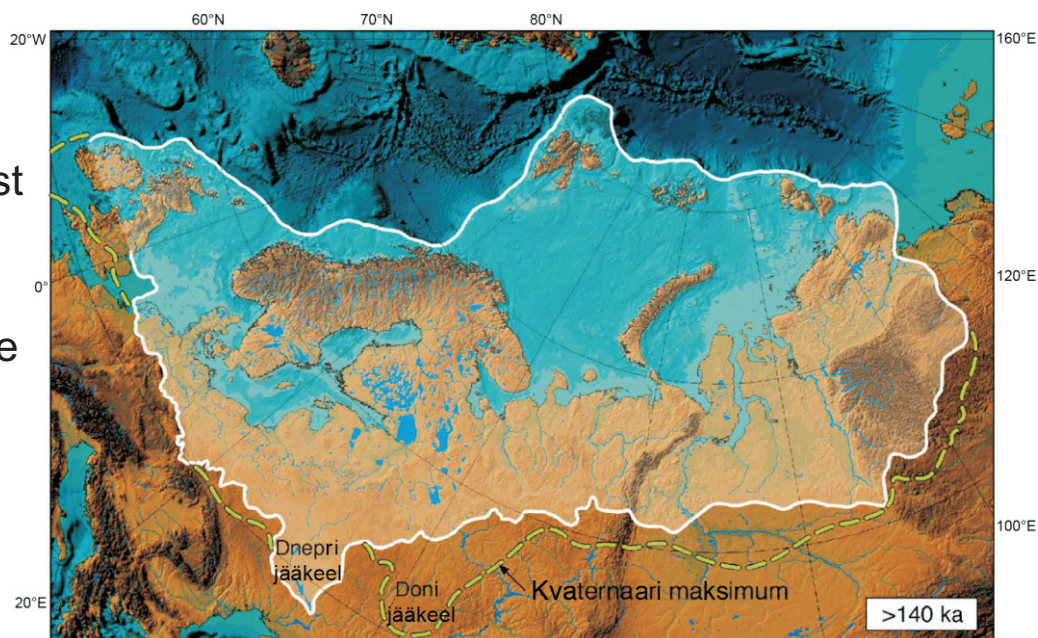 60°N
70°N
80°N
20°W
160°E
st
0°
120°E
e
100°E
Dnepri
jääkeel
Doni
jääkeel
Kvaternaari maksimum
20°E
>140 ka